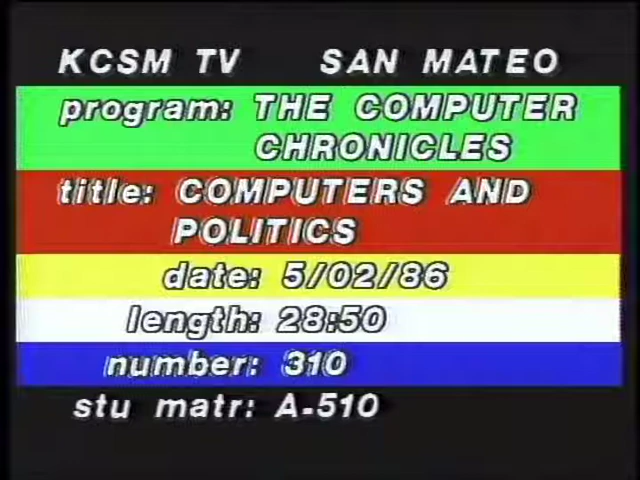 KCSM TV SAN MATEO
program: THE COMPUTER
CHRONICLES
title: COMPUTERS AND
POLITICS
date: 5/02/86
length: 28:50
number: 310
stu matr: A-510